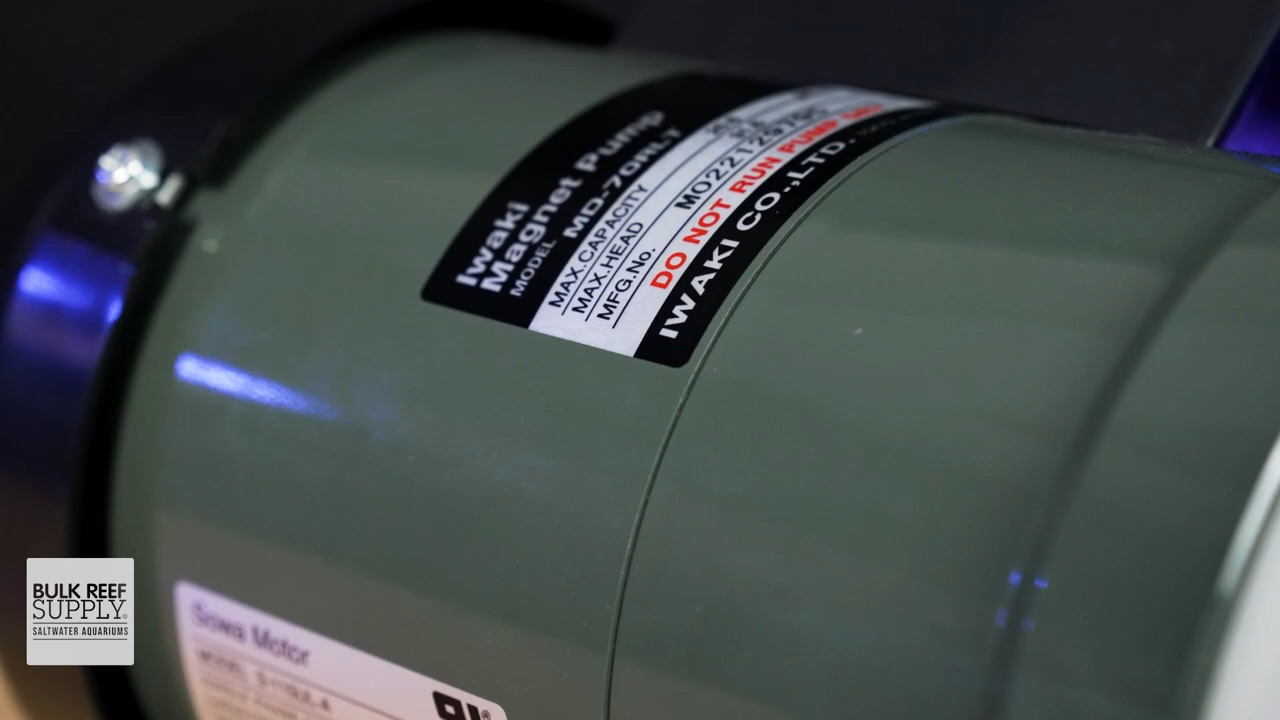 Iwaki
Magnet Pump
MODEL MD-70RLT
MAX.CAPACITY
MAX.HEAD
MFG.No.
DO NOT RUN PUMP
IWAKI CO.,LTD.
Sowa Motor
MODEL
BULK REEF
SUPPLY®
SALTWATER AQUARIUMS